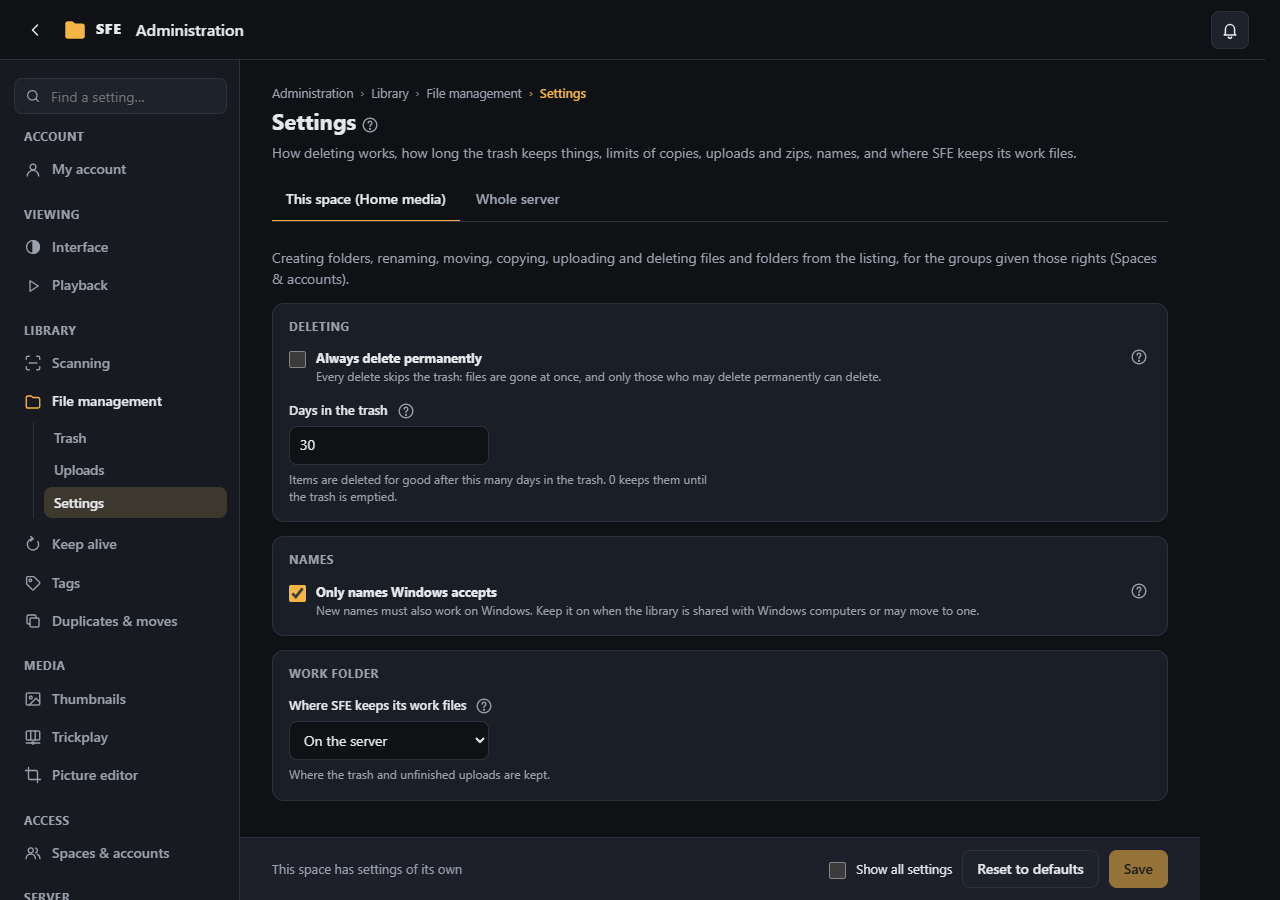 SFE Administration
Find a setting...
ACCOUNT
My account
VIEWING
Interface
Playback
LIBRARY
Scanning
File management
Trash
Uploads
Settings
Keep alive
Tags
Duplicates & moves
MEDIA
Thumbnails
Trickplay
Picture editor
ACCESS
Spaces & accounts
SERVER
Administration › Library › File management › Settings
Settings ?
How deleting works, how long the trash keeps things, limits of copies, uploads and zips, names, and where SFE keeps its work files.
This space (Home media) Whole server
Creating folders, renaming, moving, copying, uploading and deleting files and folders from the listing, for the groups given those rights (Spaces
& accounts).
DELETING
Always delete permanently ?
Every delete skips the trash: files are gone at once, and only those who may delete permanently can delete.
Days in the trash ?
30
Items are deleted for good after this many days in the trash. 0 keeps them until
the trash is emptied.
NAMES
Only names Windows accepts ?
New names must also work on Windows. Keep it on when the library is shared with Windows computers or may move to one.
WORK FOLDER
Where SFE keeps its work files ?
On the server
Where the trash and unfinished uploads are kept.
This space has settings of its own
Show all settings
Reset to defaults
Save